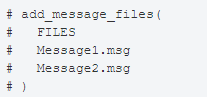 # add_message_files(
#   FILES
#   Message1.msg
#   Message2.msg
# )